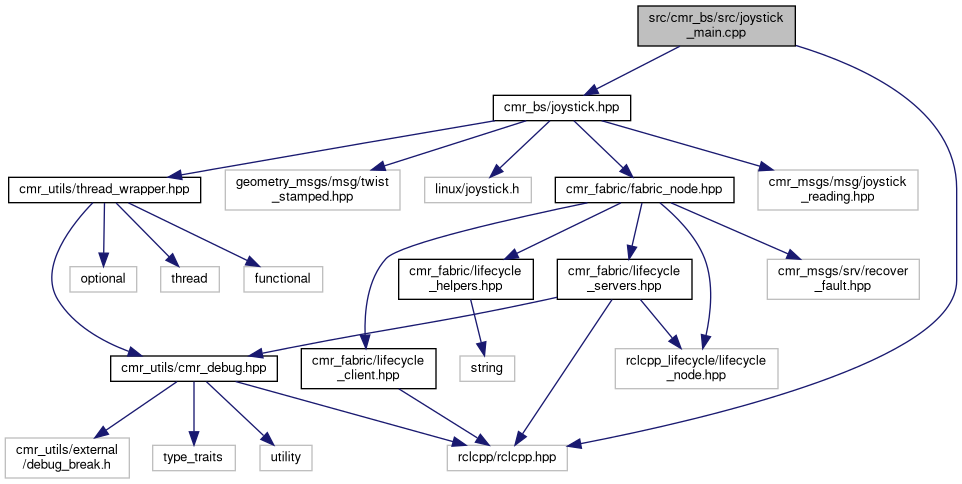 src/cmr_bs/src/joystick
_main.cpp
cmr_bs/joystick.hpp
cmr_utils/thread_wrapper.hpp
geometry_msgs/msg/twist
_stamped.hpp
linux/joystick.h
cmr_fabric/fabric_node.hpp
cmr_msgs/msg/joystick
_reading.hpp
optional
thread
functional
cmr_fabric/lifecycle
_helpers.hpp
cmr_fabric/lifecycle
_servers.hpp
cmr_msgs/srv/recover
_fault.hpp
cmr_utils/cmr_debug.hpp
cmr_fabric/lifecycle
_client.hpp
string
rclcpp_lifecycle/lifecycle
_node.hpp
cmr_utils/external
/debug_break.h
type_traits
utility
rclcpp/rclcpp.hpp